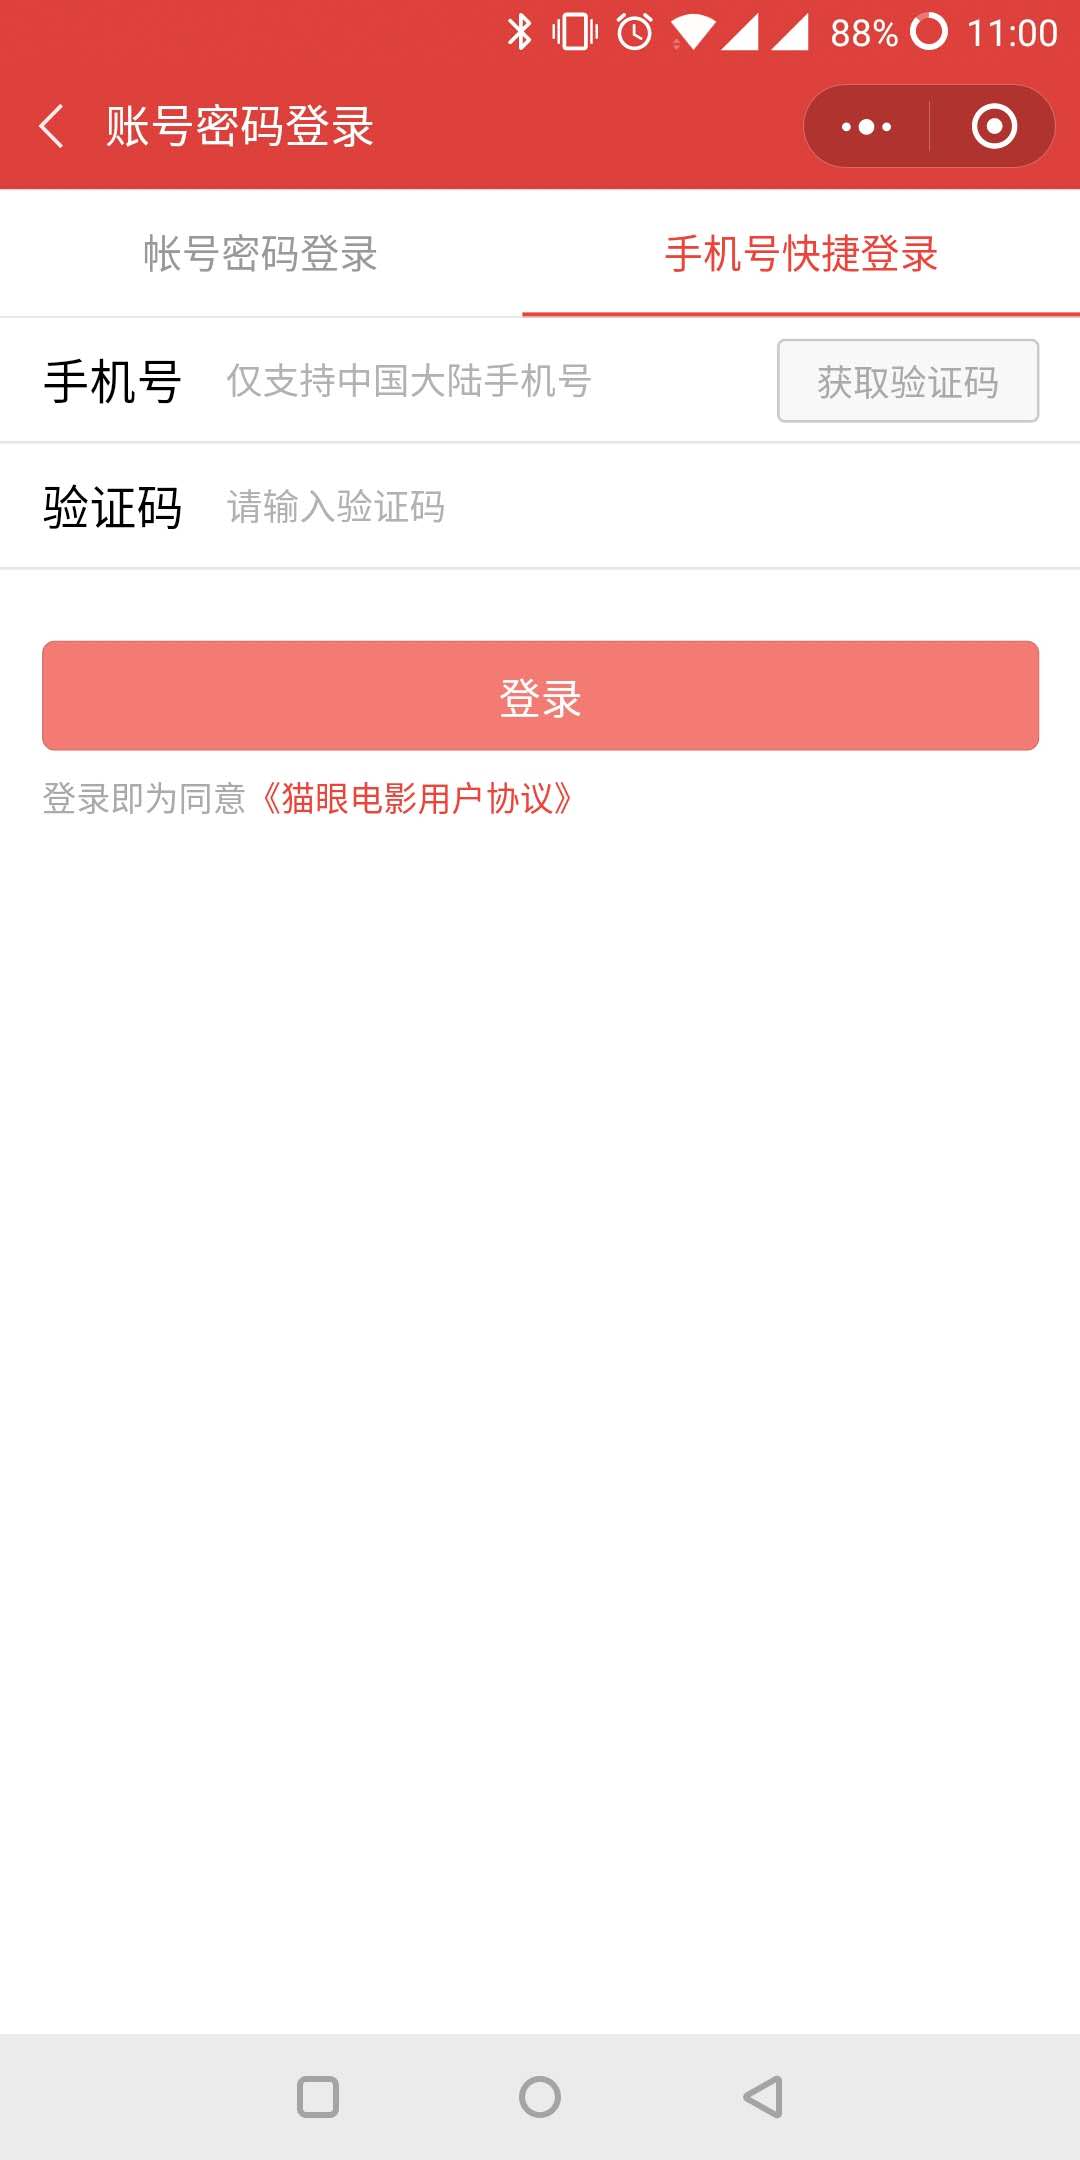 88% 11:00
账号密码登录
帐号密码登录 手机号快捷登录
手机号 仅支持中国大陆手机号 获取验证码
验证码 请输入验证码
登录
登录即为同意《猫眼电影用户协议》